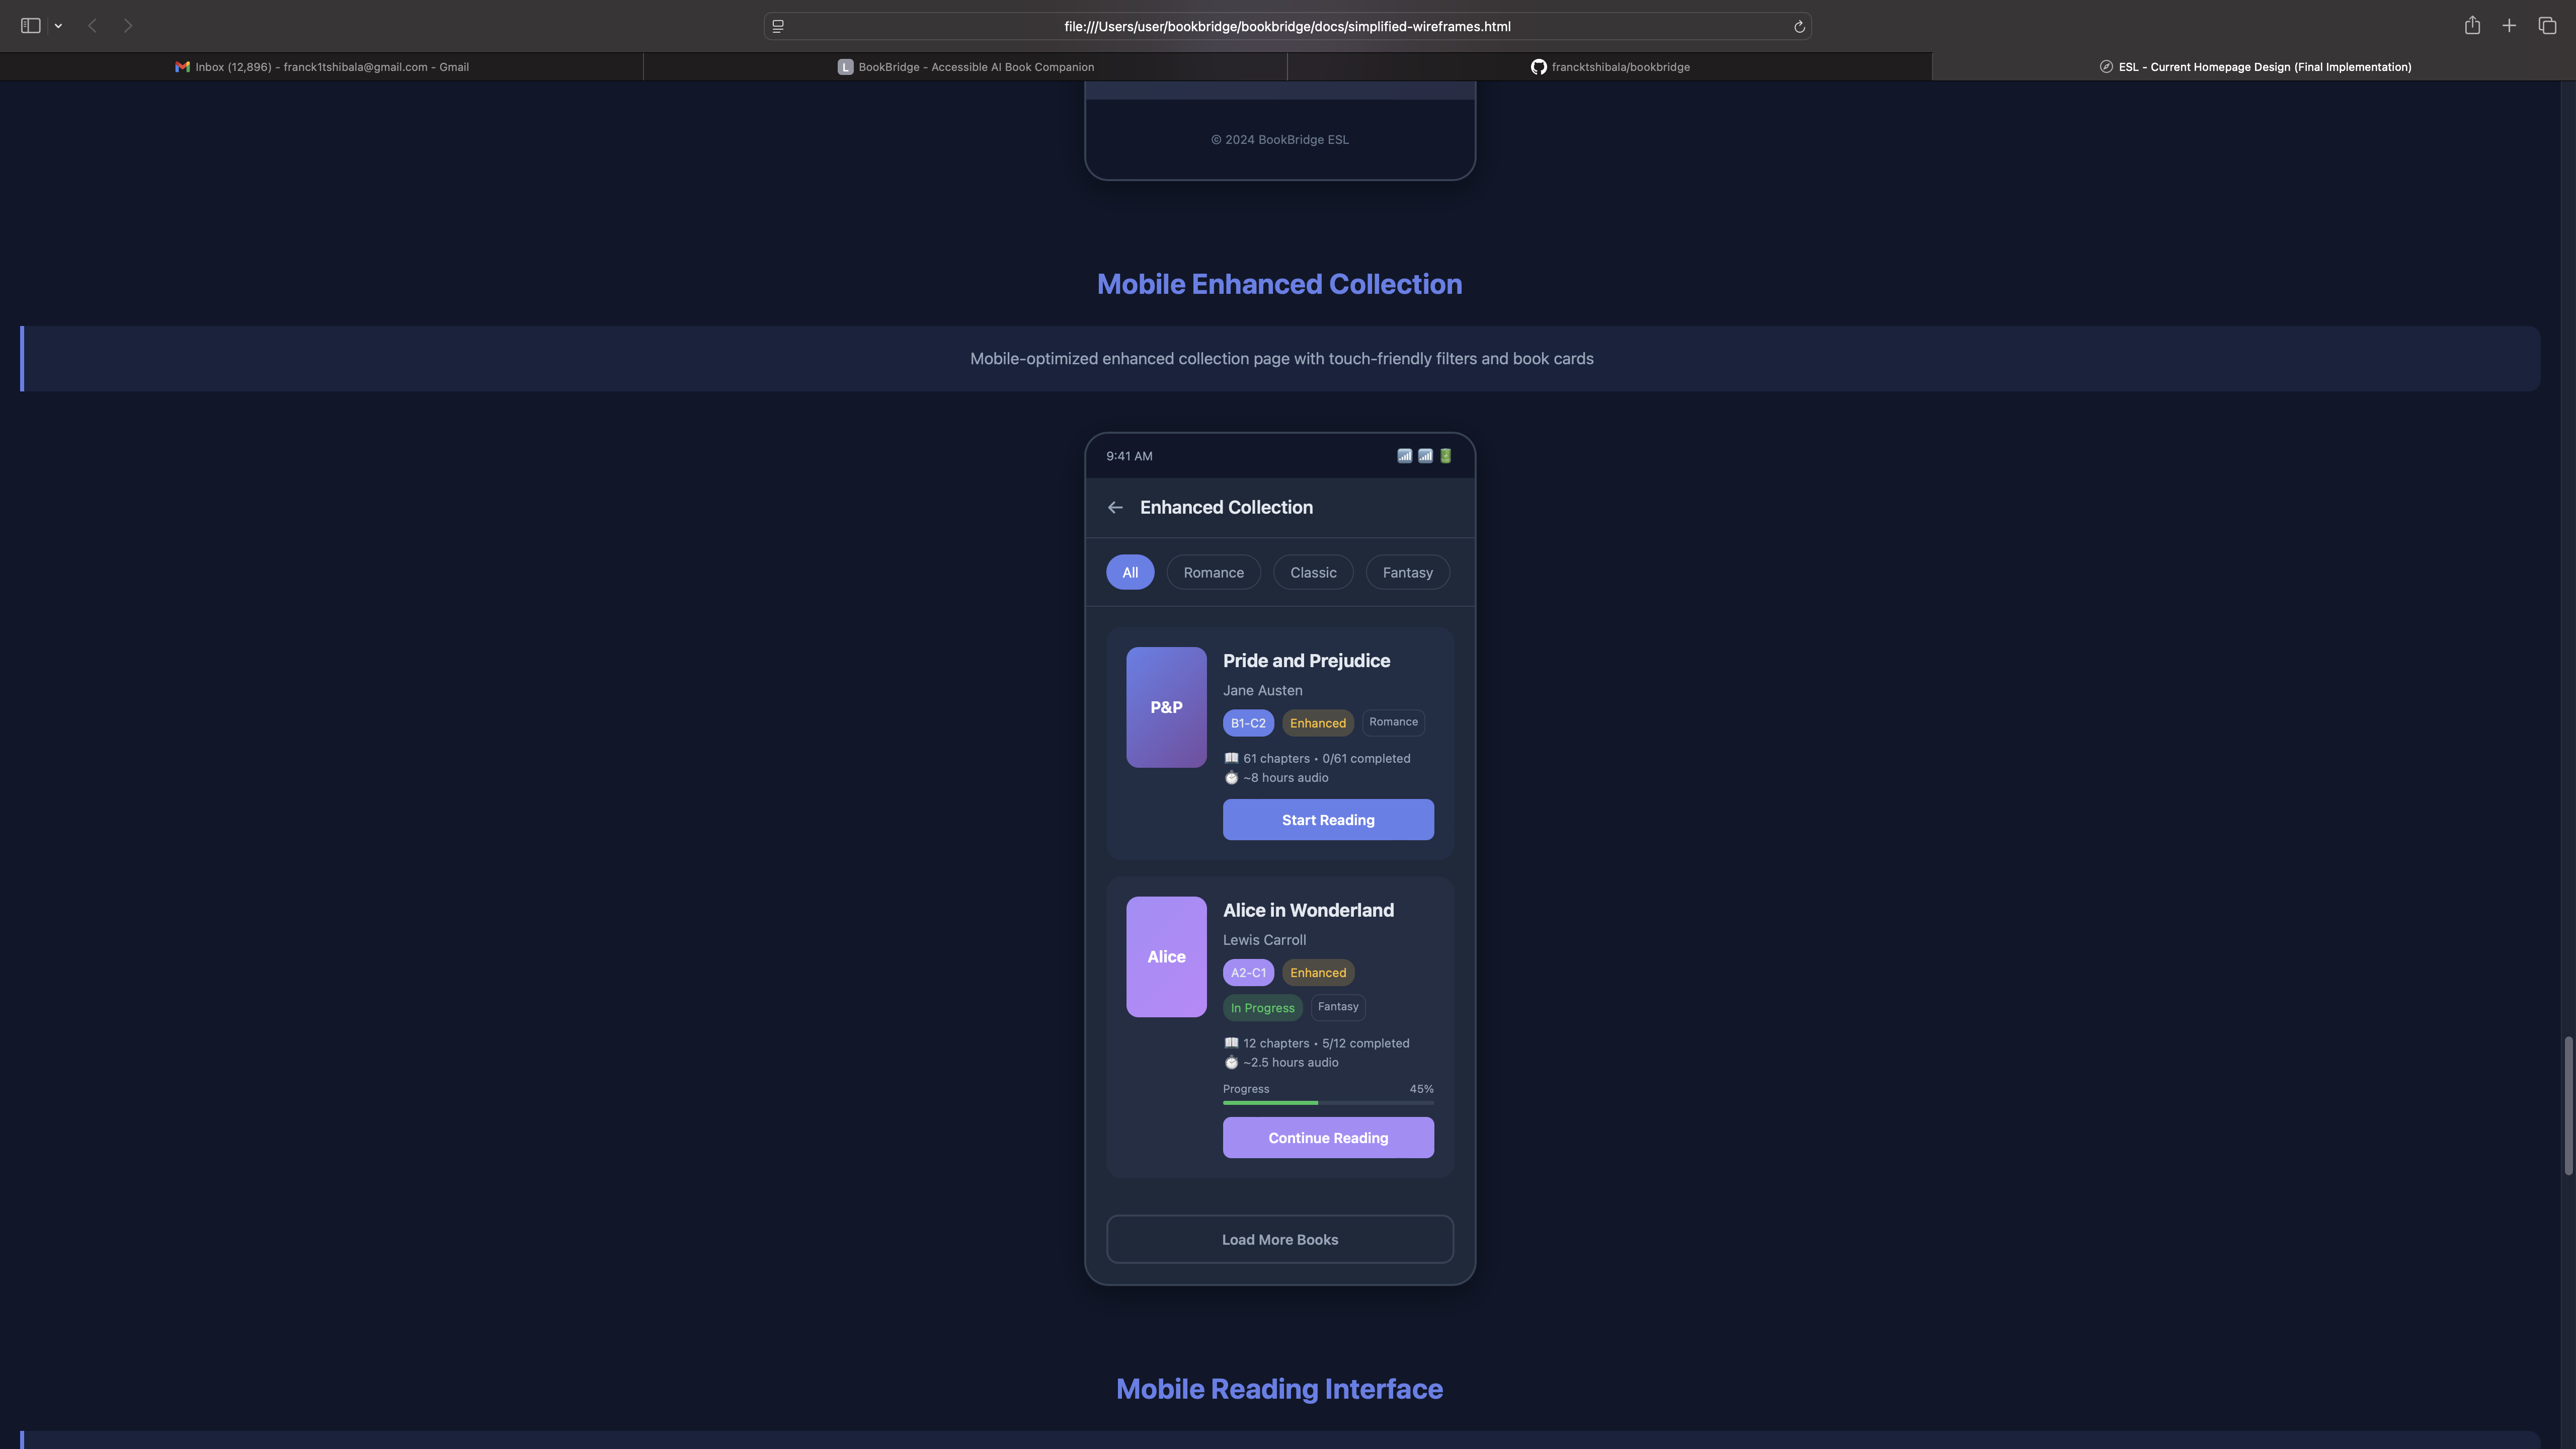 file:///Users/user/bookbridge/bookbridge/docs/simplified-wireframes.html
Inbox (12,896) - franck1tshibala@gmail.com - Gmail
L BookBridge - Accessible AI Book Companion
francktshibala/bookbridge
ESL - Current Homepage Design (Final Implementation)
© 2024 BookBridge ESL
Mobile Enhanced Collection
Mobile-optimized enhanced collection page with touch-friendly filters and book cards
9:41 AM
← Enhanced Collection
All Romance Classic Fantasy
P&P
Pride and Prejudice
Jane Austen
B1-C2 Enhanced Romance
61 chapters • 0/61 completed
~8 hours audio
Start Reading
Alice
Alice in Wonderland
Lewis Carroll
A2-C1 Enhanced
In Progress Fantasy
12 chapters • 5/12 completed
~2.5 hours audio
Progress 45%
Continue Reading
Load More Books
Mobile Reading Interface